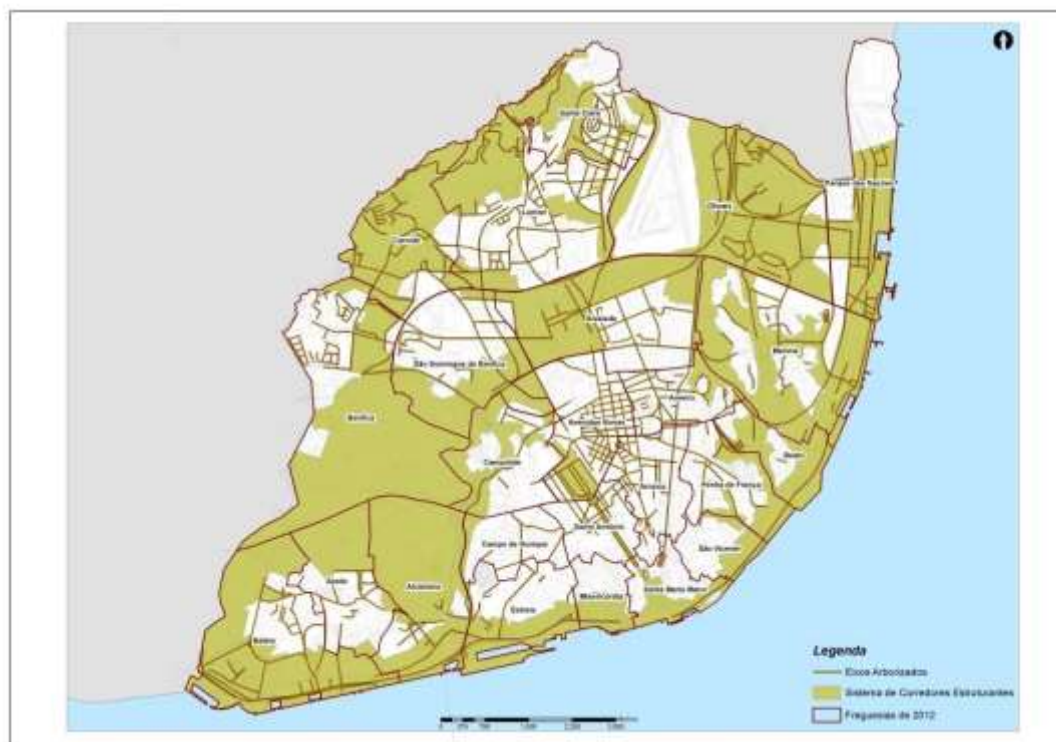 Santa Clara
Parque das Nações
Lumiar
Olivais
Carnide
Alvalade
Marvila
São Domingos de Benfica
Areeiro
Benfica
Avenidas Novas
Beato
Campolide
Penha de França
Arroios
Santo António
Campo de Ourique
São Vicente
Ajuda
Alcântara
Misericórdia
Santa Maria Maior
Estrela
Belém
Legenda
Eixos Arborizados
Sistema de Corredores Estruturantes
Freguesias de 2012